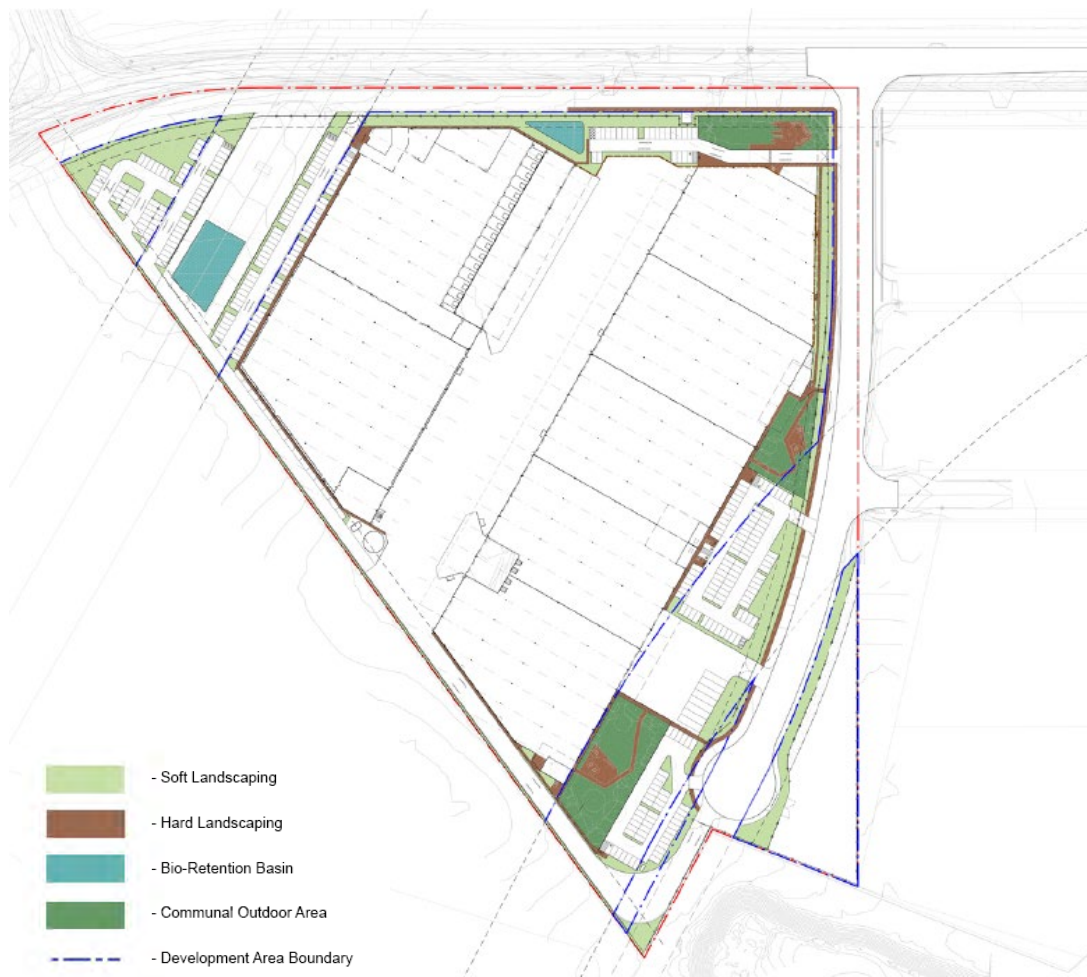 - Soft Landscaping
- Hard Landscaping
- Bio-Retention Basin
- Communal Outdoor Area
- Development Area Boundary